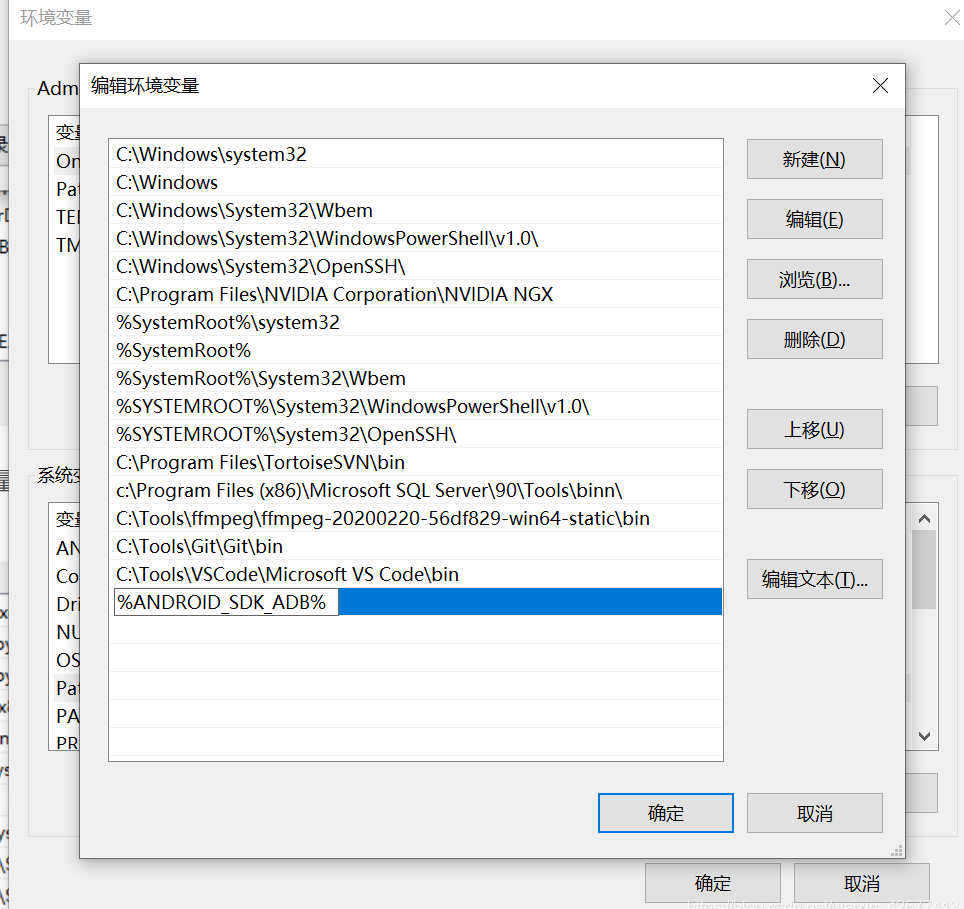 环境变量
编辑环境变量
Adm
变量
On
Pat
TEI
TM
C:\Windows\system32
C:\Windows
C:\Windows\System32\Wbem
C:\Windows\System32\WindowsPowerShell\v1.0\
C:\Windows\System32\OpenSSH\
C:\Program Files\NVIDIA Corporation\NVIDIA NGX
%SystemRoot%\system32
%SystemRoot%
%SystemRoot%\System32\Wbem
%SYSTEMROOT%\System32\WindowsPowerShell\v1.0\
%SYSTEMROOT%\System32\OpenSSH\
C:\Program Files\TortoiseSVN\bin
c:\Program Files (x86)\Microsoft SQL Server\90\Tools\binn\
C:\Tools\ffmpeg\ffmpeg-20200220-56df829-win64-static\bin
C:\Tools\Git\Git\bin
C:\Tools\VSCode\Microsoft VS Code\bin
%ANDROID_SDK_ADB%
新建(N)
编辑(E)
浏览(B)...
删除(D)
上移(U)
下移(O)
编辑文本(T)...
系统变
变量
AN
Co
Dri
NU
OS
Pat
PA
PR
确定
取消
确定
取消